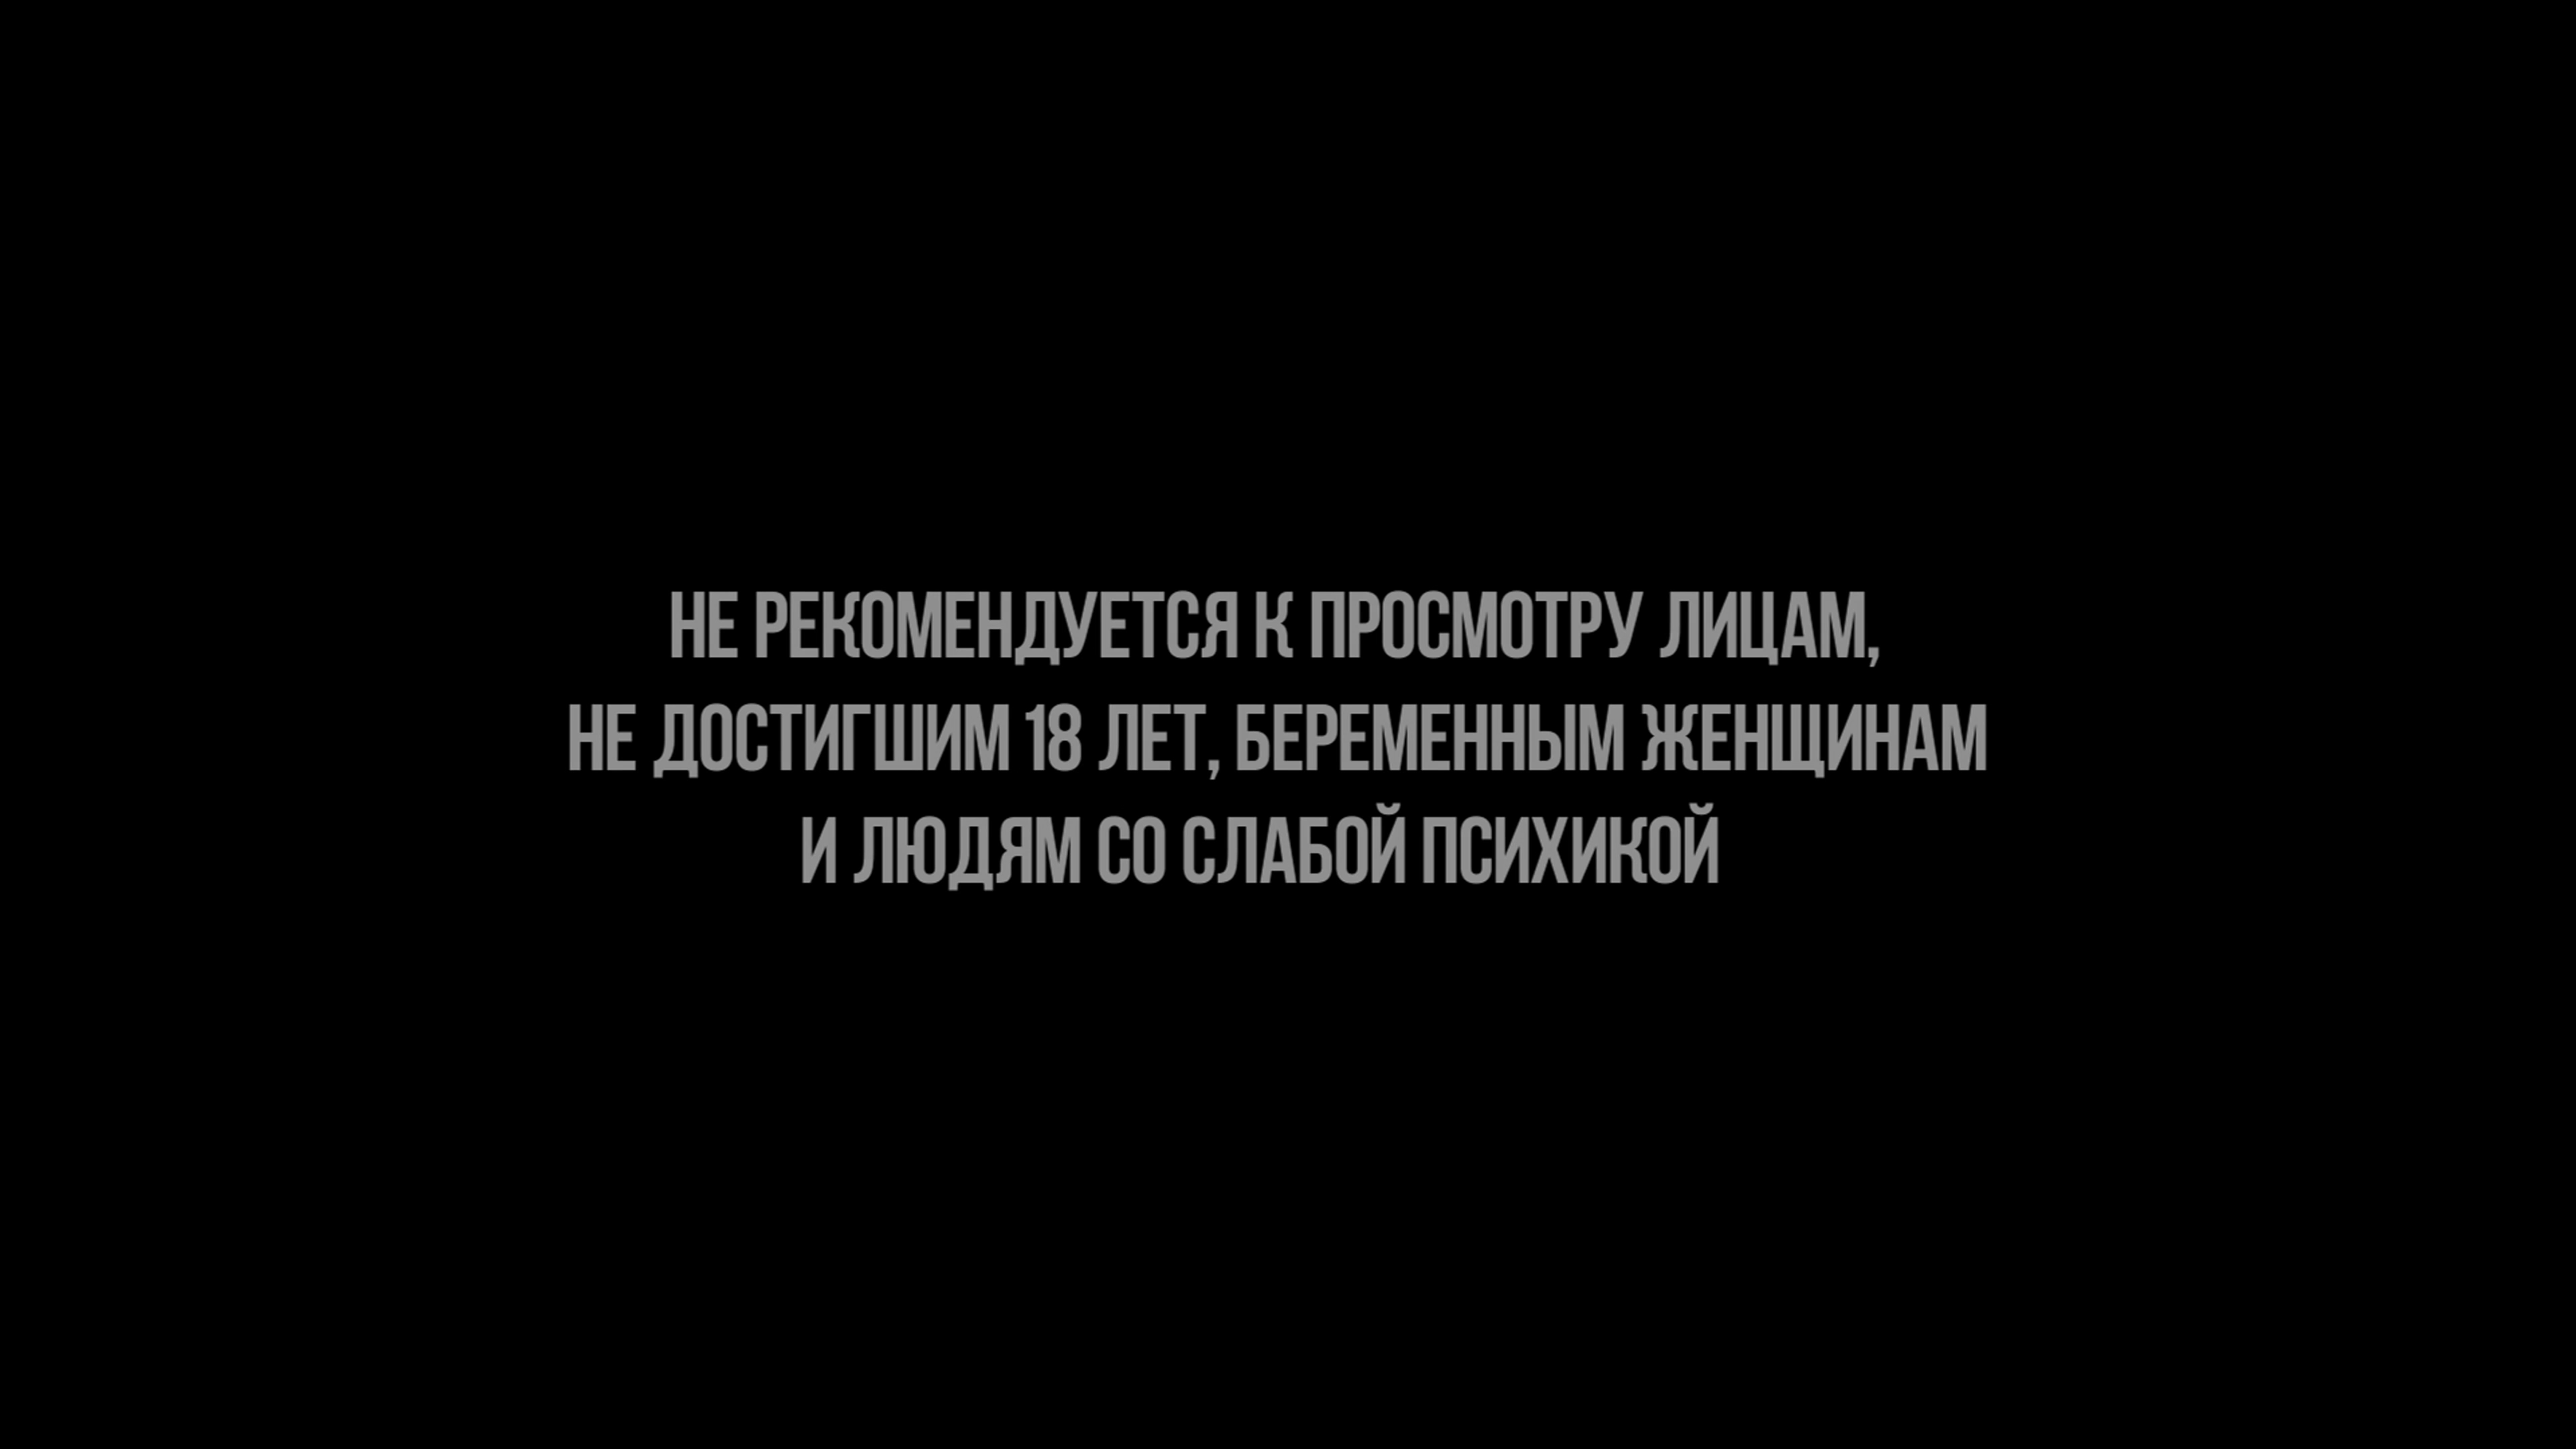 НЕ РЕКОМЕНДУЕТСЯ К ПРОСМОТРУ ЛИЦАМ,
НЕ ДОСТИГШИМ 18 ЛЕТ, БЕРЕМЕННЫМ ЖЕНЩИНАМ
И ЛЮДЯМ СО СЛАБОЙ ПСИХИКОЙ